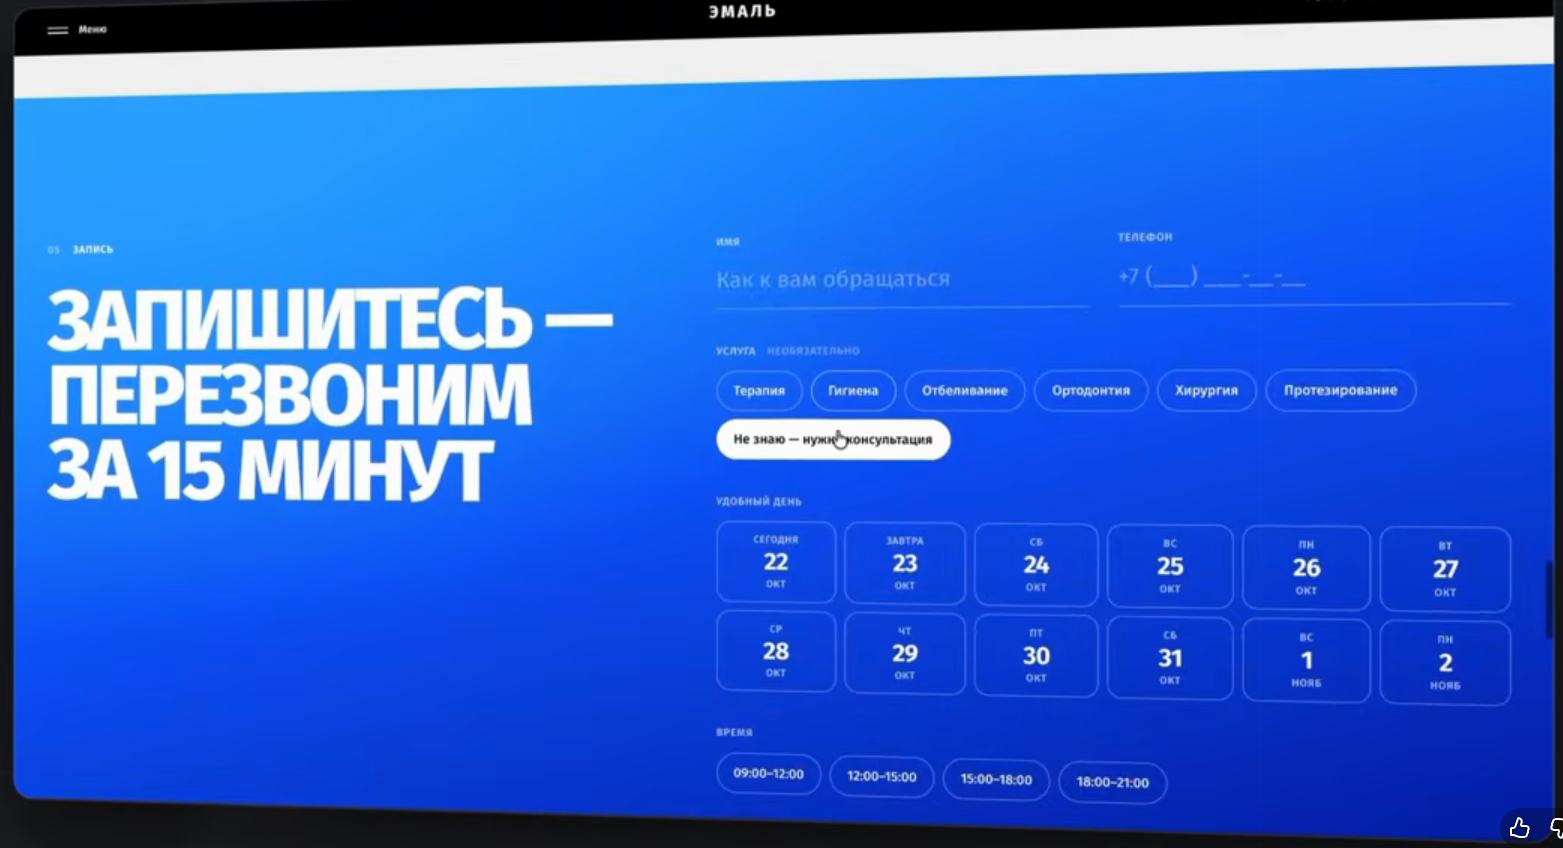 Меню
ЭМАЛЬ
05 ЗАПИСЬ
ЗАПИШИТЕСЬ —
ПЕРЕЗВОНИМ
ЗА 15 МИНУТ
ИМЯ
Как к вам обращаться
ТЕЛЕФОН
+7 (___) ___-__-__
УСЛУГА НЕОБЯЗАТЕЛЬНО
Терапия Гигиена Отбеливание Ортодонтия Хирургия Протезирование
Не знаю — нужна консультация
УДОБНЫЙ ДЕНЬ
СЕГОДНЯ ЗАВТРА СБ ВС ПН ВТ
22 23 24 25 26 27
ОКТ ОКТ ОКТ ОКТ ОКТ ОКТ
СР ЧТ ПТ СБ ВС ПН
28 29 30 31 1 2
ОКТ ОКТ ОКТ ОКТ НОЯБ НОЯБ
ВРЕМЯ
09:00–12:00 12:00–15:00 15:00–18:00 18:00–21:00